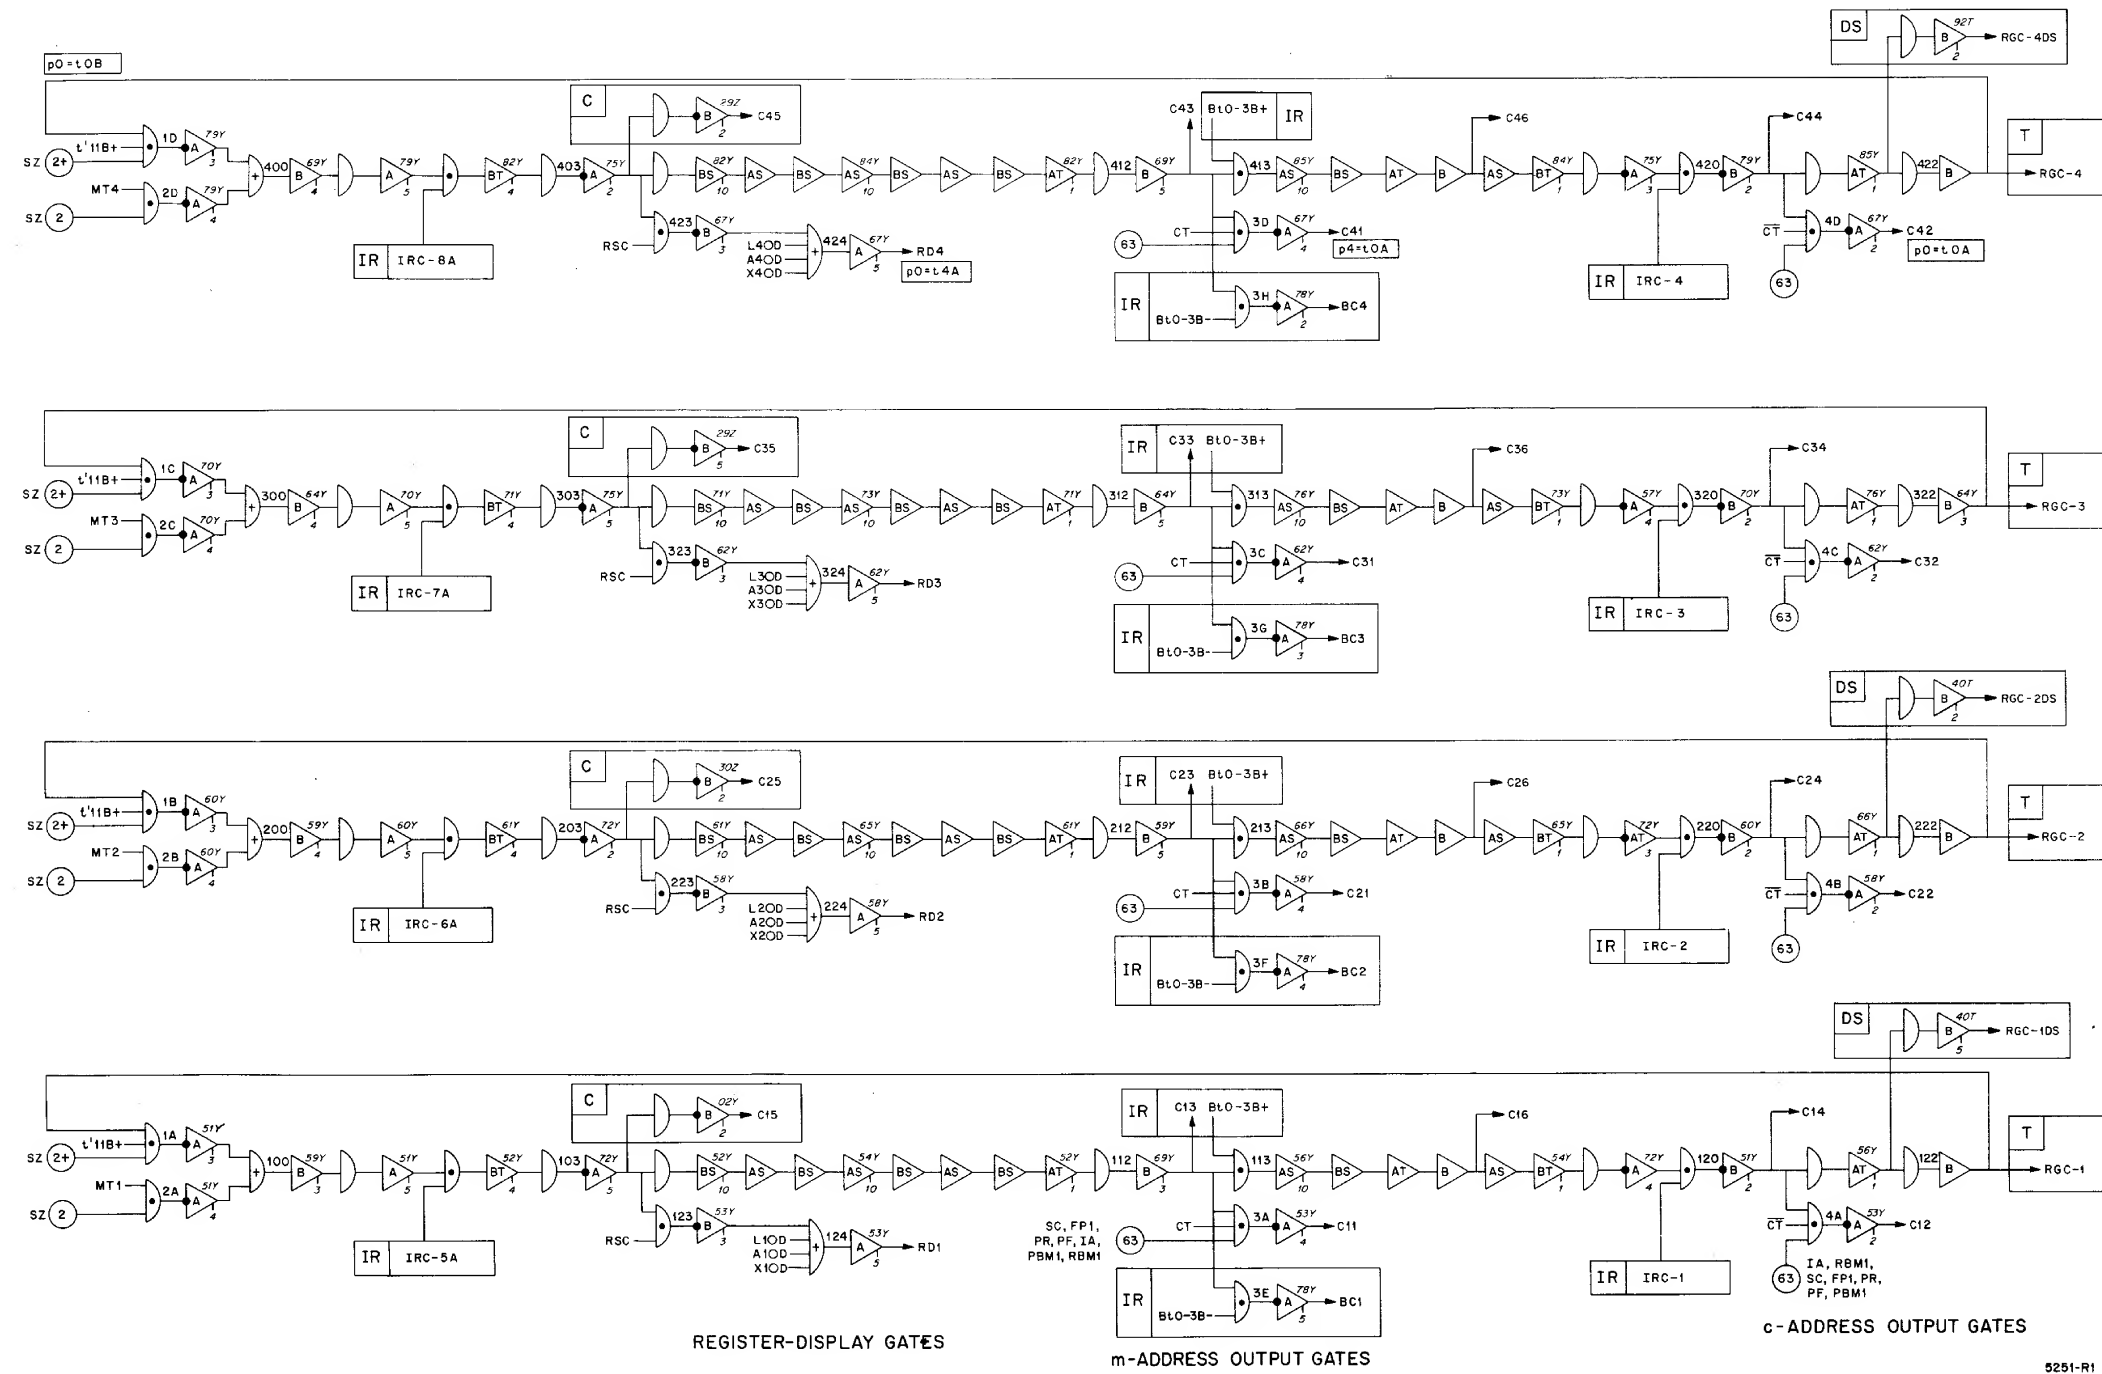 DS 92T B 2 RGC-4DS
p0=t0B
C 29Z B 2 C45
C43 Bt0-3B+ IR
C46
C44
T
1D 79Y A 3
t'11B+
SZ 2+
400 69Y B 4 79Y A 5 82Y BT 4 403 75Y A 2 82Y BS 10 AS BS 84Y AS 10 BS AS BS 82Y AT 1 412 69Y B 5 413 85Y AS 10 BS AT B AS 84Y BT 1 75Y A 3 420 79Y B 2 85Y AT 1 422 B RGC-4
MT4 2D 79Y A 4
SZ 2
IR IRC-8A
RSC 423 67Y B 3
L40D
A40D
X40D
424 67Y A 5 RD4
p0=t4A
CT 63 3D 67Y A 4 C41
p4=t0A
IR Bt0-3B- 3H 78Y A 2 BC4
IR IRC-4
CT 63 4D 67Y A 2 C42
p0=t0A
C 29Z B 5 C35
IR C33 Bt0-3B+
C36
C34
T
1C 70Y A 3
t'11B+
SZ 2+
300 64Y B 4 70Y A 5 71Y BT 4 303 75Y A 5 71Y BS 10 AS BS 73Y AS 10 BS AS BS 71Y AT 1 312 64Y B 5 313 76Y AS 10 BS AT B AS 73Y BT 1 57Y A 4 320 70Y B 2 76Y AT 1 322 64Y B 3 RGC-3
MT3 2C 70Y A 4
SZ 2
IR IRC-7A
RSC 323 62Y B 3
L30D
A30D
X30D
324 62Y A 5 RD3
CT 63 3C 62Y A 4 C31
IR Bt0-3B- 3G 78Y A 3 BC3
IR IRC-3
CT 63 4C 62Y A 2 C32
DS 40T B 2 RGC-2DS
C 30Z B 2 C25
IR C23 Bt0-3B+
C26
C24
T
1B 60Y A 3
t'11B+
SZ 2+
200 59Y B 4 60Y A 5 61Y BT 4 203 72Y A 2 61Y BS 10 AS BS 65Y AS 10 BS AS BS 61Y AT 1 212 59Y B 5 213 66Y AS 10 BS AT B AS 65Y BT 1 72Y AT 3 220 60Y B 2 66Y AT 1 222 B RGC-2
MT2 2B 60Y A 4
SZ 2
IR IRC-6A
RSC 223 58Y B 3
L20D
A20D
X20D
224 58Y A 5 RD2
CT 63 3B 58Y A 4 C21
IR Bt0-3B- 3F 78Y A 4 BC2
IR IRC-2
CT 63 4B 58Y A 2 C22
DS 40T B 5 RGC-1DS
C 02Y B 2 C15
IR C13 Bt0-3B+
C16
C14
T
1A 51Y A 3
t'11B+
SZ 2+
100 59Y B 3 51Y A 5 52Y BT 4 103 72Y A 5 52Y BS 10 AS BS 54Y AS 10 BS AS BS 52Y AT 1 112 69Y B 3 113 56Y AS 10 BS AT B AS 54Y BT 1 72Y A 4 120 51Y B 2 56Y AT 1 122 B RGC-1
MT1 2A 51Y A 4
SZ 2
IR IRC-5A
RSC 123 53Y B 3
L10D
A10D
X10D
124 53Y A 5 RD1
SC, FP1,
PR, PF, IA,
PBM1, RBM1
CT 63 3A 53Y A 4 C11
IR Bt0-3B- 3E 78Y A 5 BC1
IR IRC-1
CT 4A 53Y A 2 C12
63 IA, RBM1,
SC, FP1, PR,
PF, PBM1
REGISTER-DISPLAY GATES
m-ADDRESS OUTPUT GATES
c-ADDRESS OUTPUT GATES
5251-R1